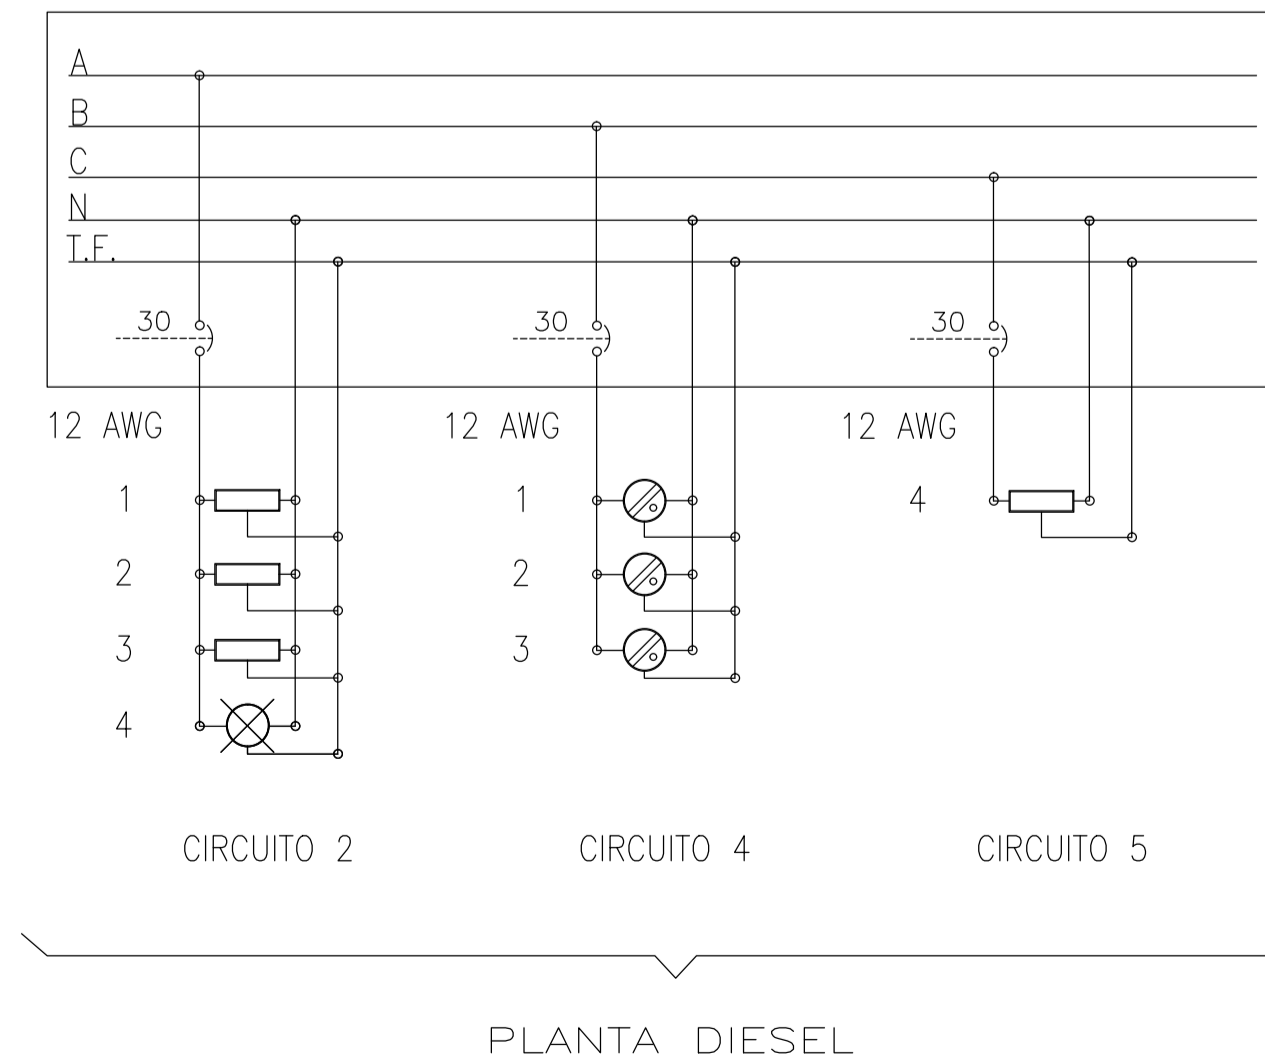 A
B
C
N
T.F.
30 30 30
12 AWG 12 AWG 12 AWG
1 1 4
2 2
3 3
4
CIRCUITO 2 CIRCUITO 4 CIRCUITO 5
PLANTA DIESEL